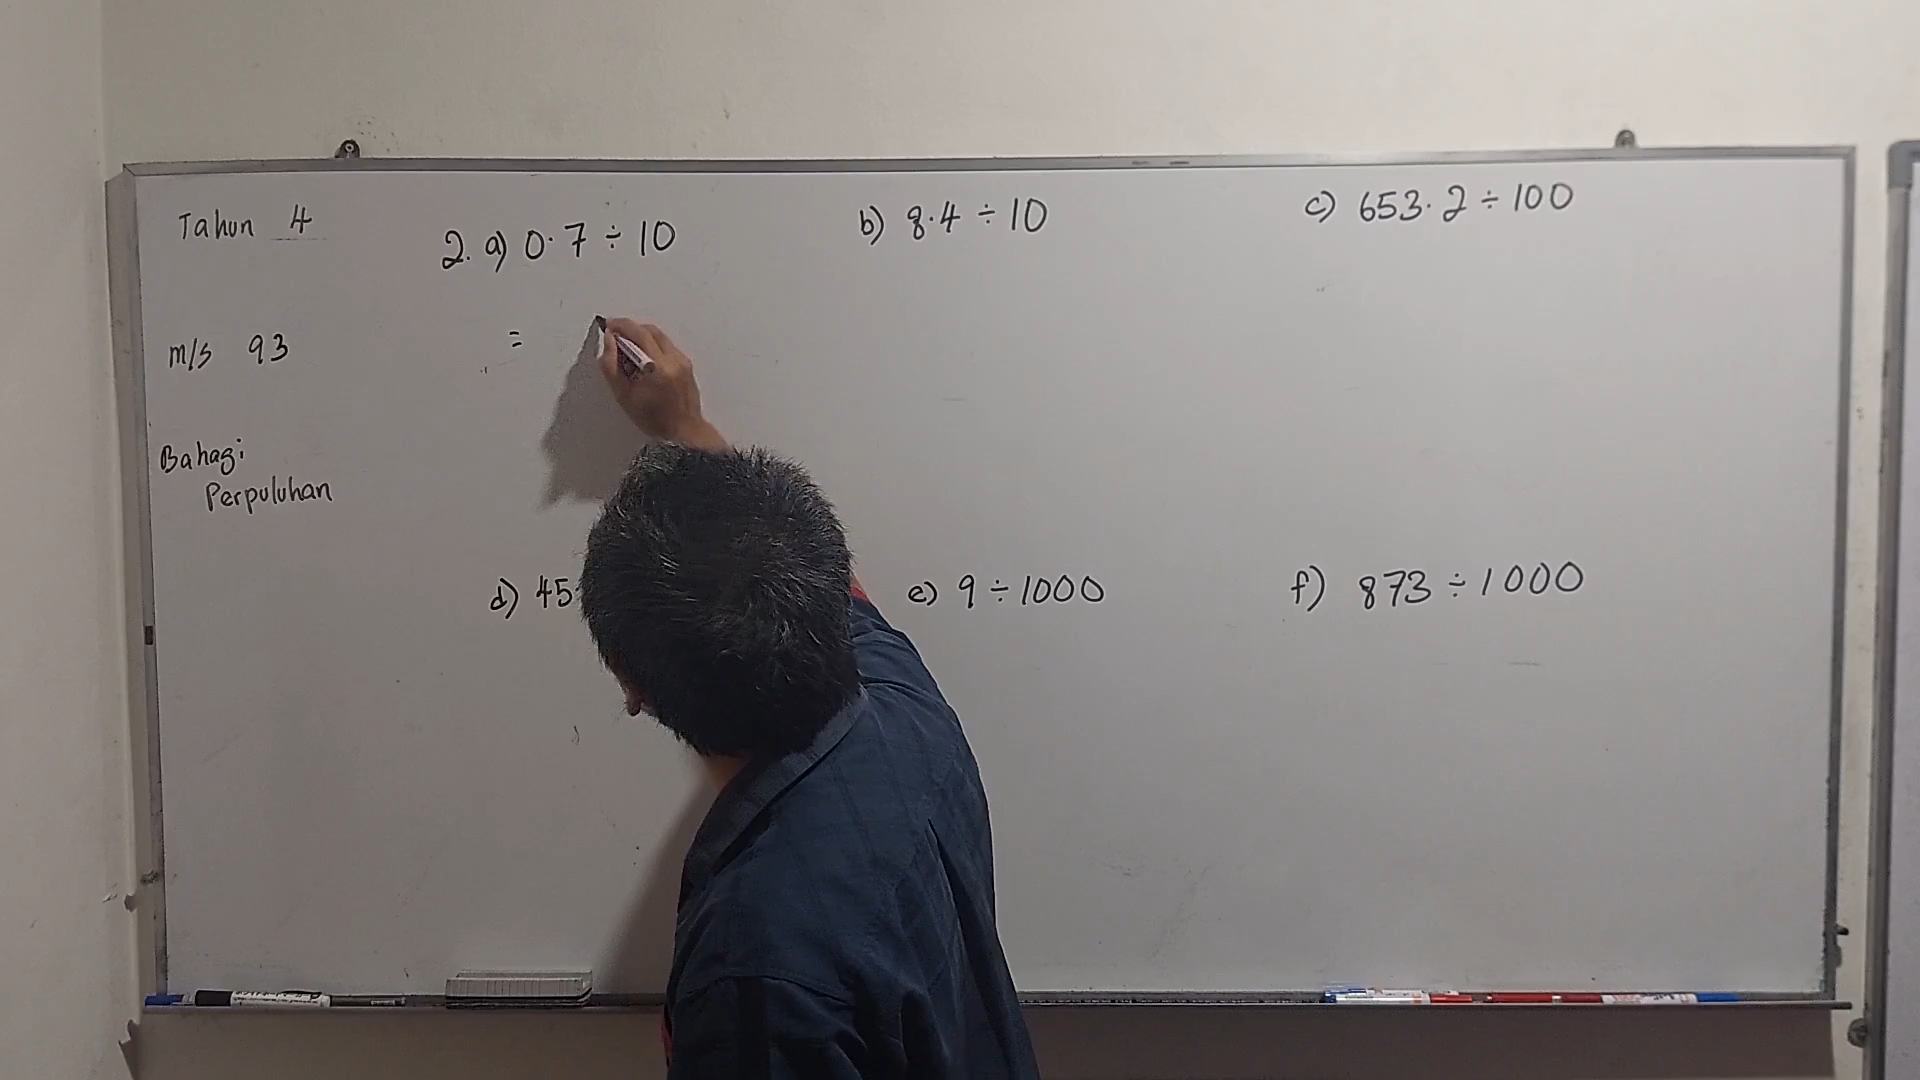 Tahun 4
m/s 93
Bahagi
Perpuluhan
2. a) 0.7 ÷ 10
=
b) 8.4 ÷ 10
c) 653.2 ÷ 100
d) 45
e) 9 ÷ 1000
f) 873 ÷ 1000